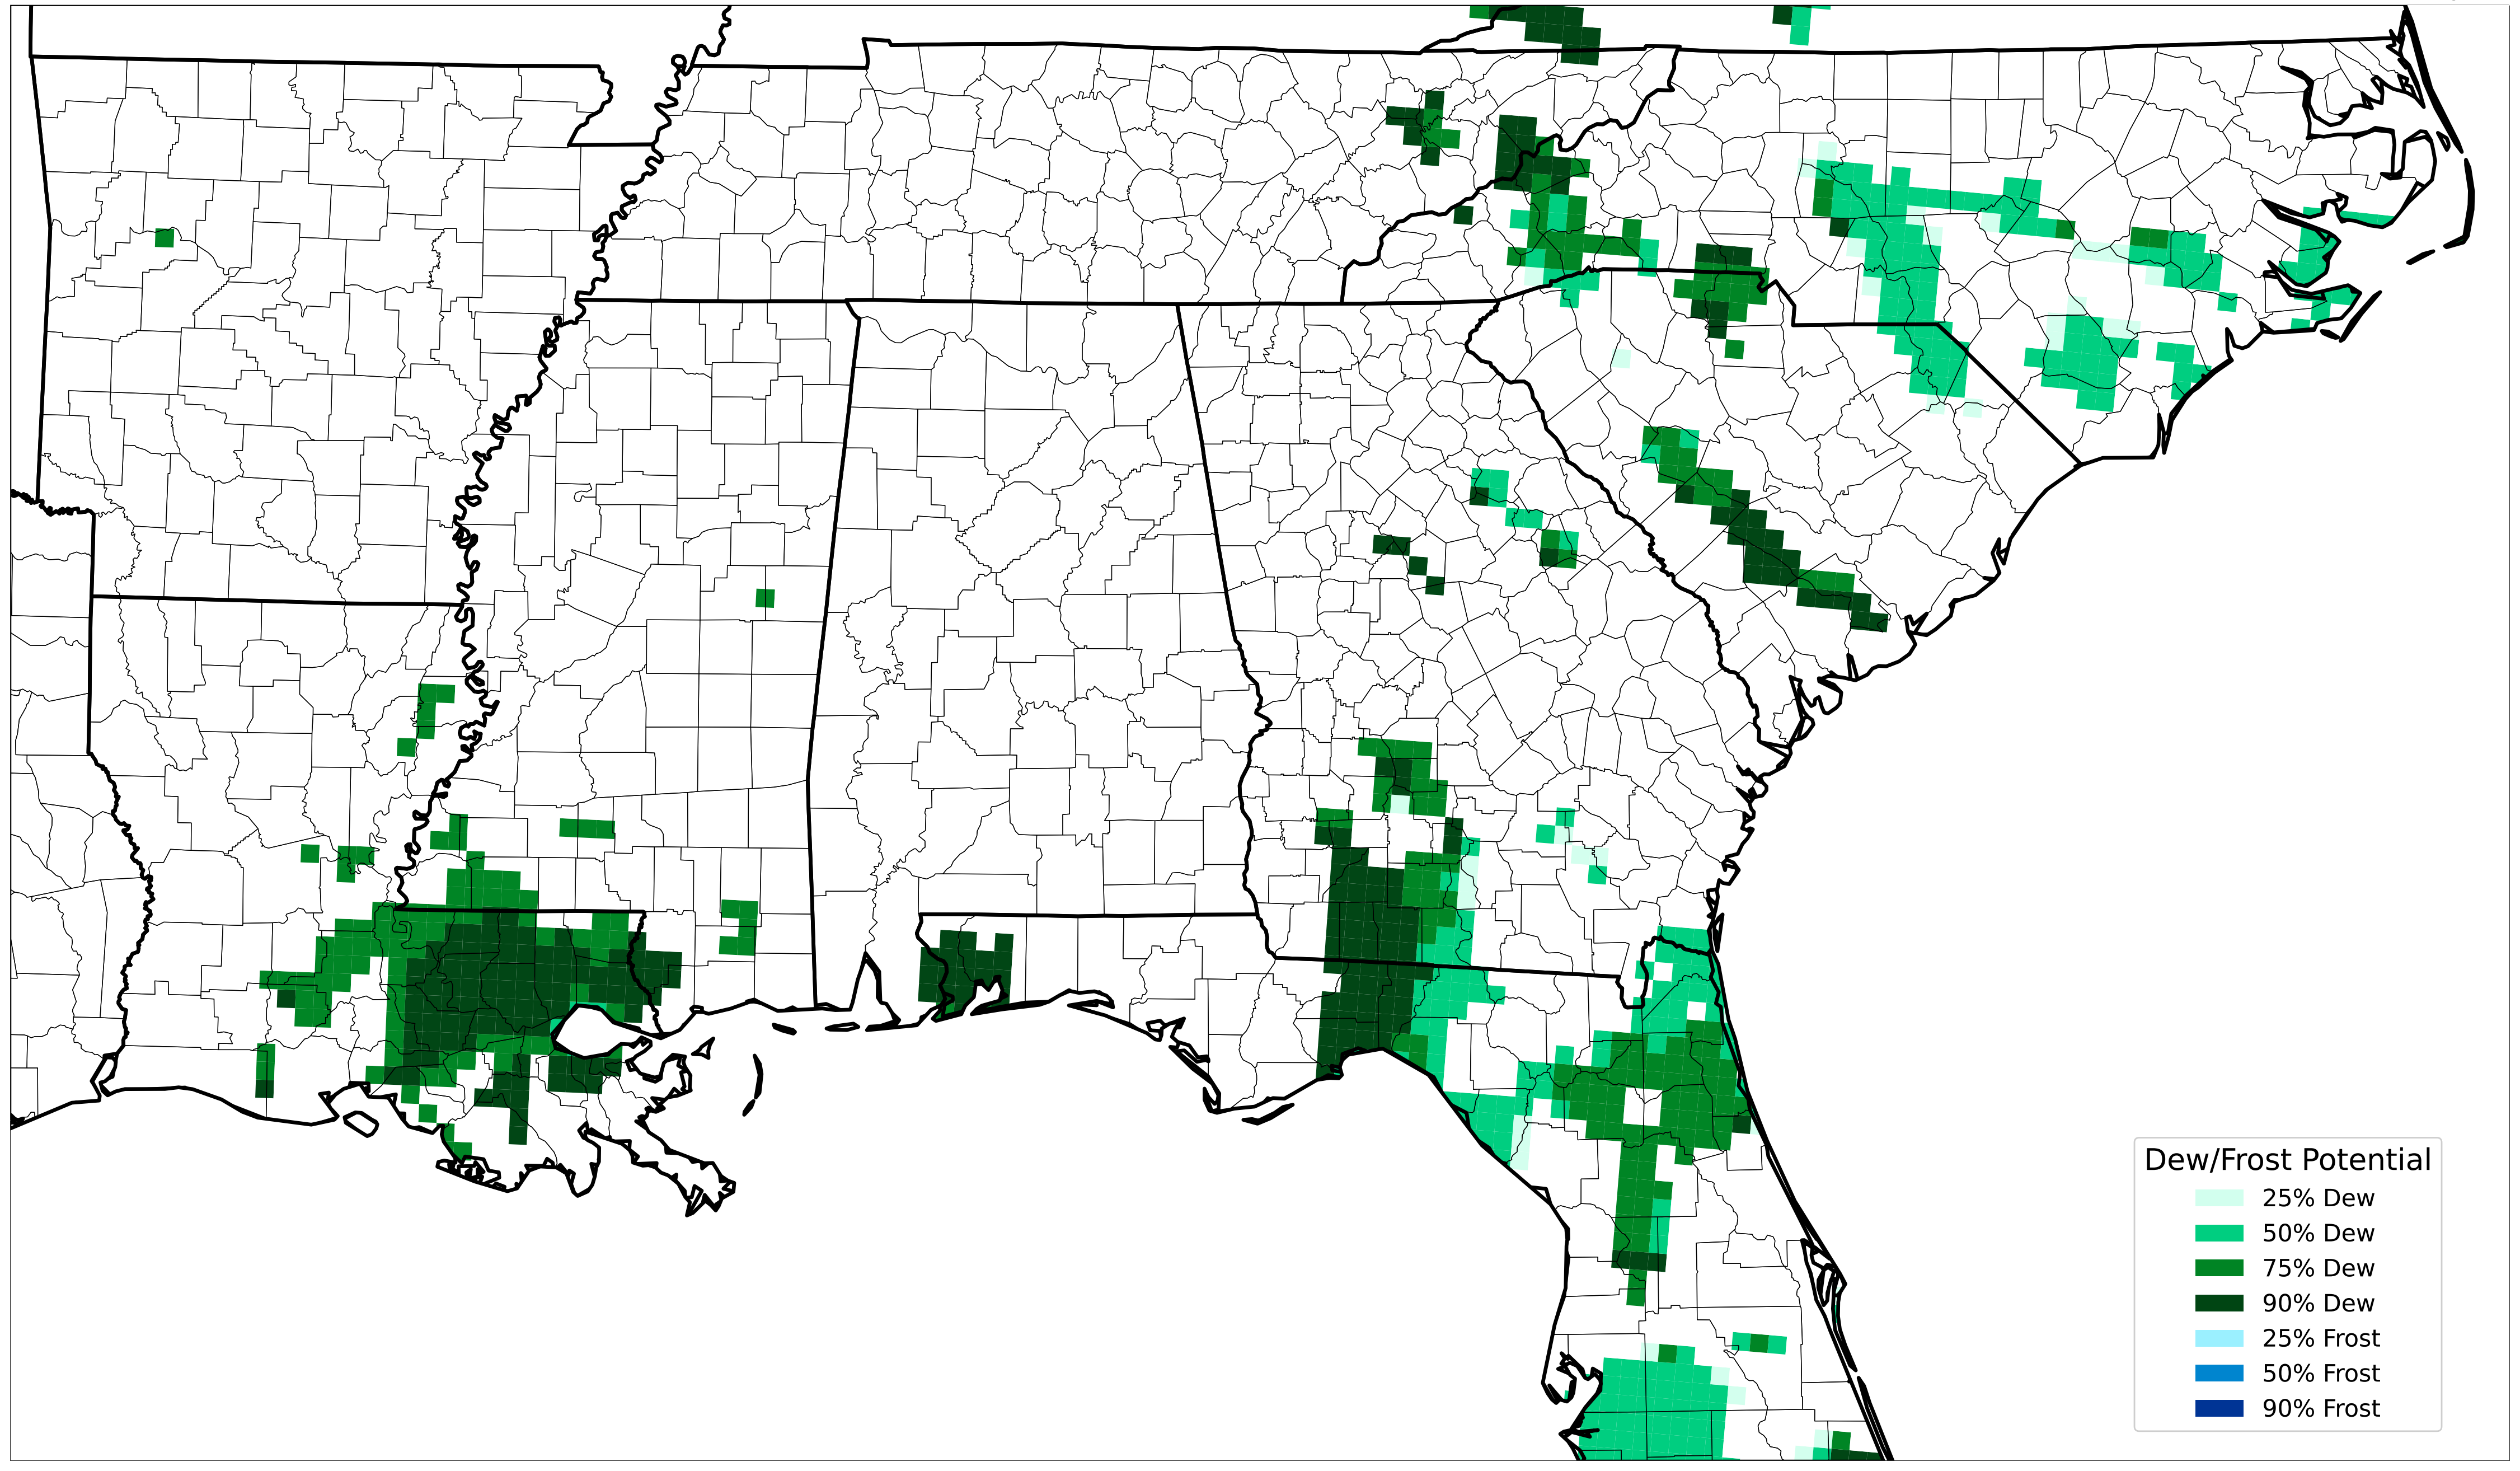 Dew/Frost Potential
25% Dew
50% Dew
75% Dew
90% Dew
25% Frost
50% Frost
90% Frost